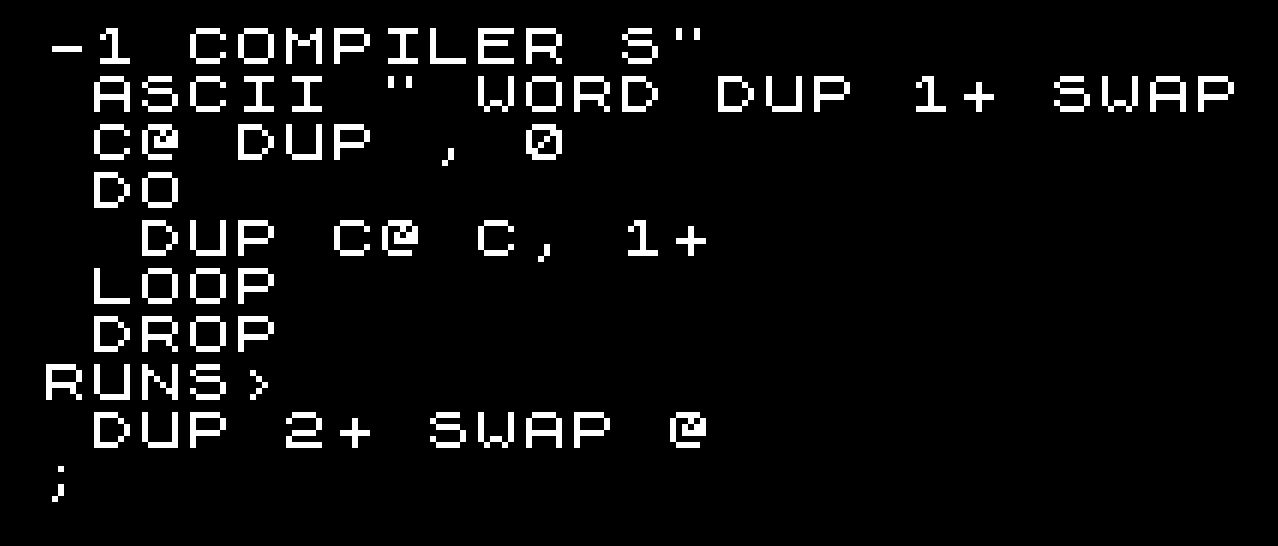 -1 COMPILER S"
ASCII " WORD DUP 1+ SWAP
C@ DUP , 0
DO
DUP C@ C, 1+
LOOP
DROP
RUNS>
DUP 2+ SWAP @
;